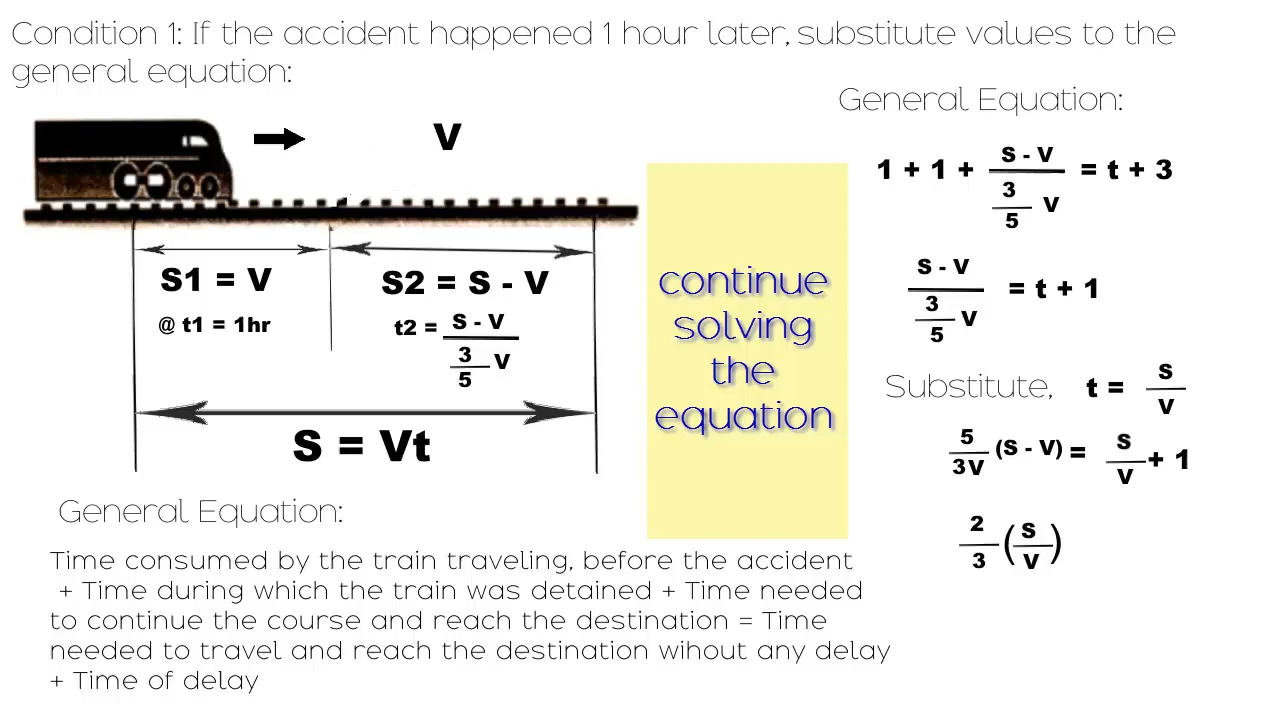 Condition 1: If the accident happened 1 hour later, substitute values to the
general equation:
V
S1 = V
@ t1 = 1hr
S2 = S - V
t2 = S - V
3
5 V
S = Vt
General Equation:
Time consumed by the train traveling, before the accident
+ Time during which the train was detained + Time needed
to continue the course and reach the destination = Time
needed to travel and reach the destination wihout any delay
+ Time of delay
continue
solving
the
equation
General Equation:
1 + 1 + S - V = t + 3
3
5 V
S - V = t + 1
3
5 V
Substitute, t = S
V
5 (S - V) = S + 1
3V V
2 (S)
3 V